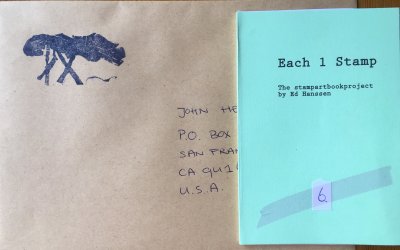 JOHN HE
P.O. BOX
SAN FRAN
CA 941
U.S.A.
Each 1 Stamp
The stampartbookproject
by Ed Hanssen
6.